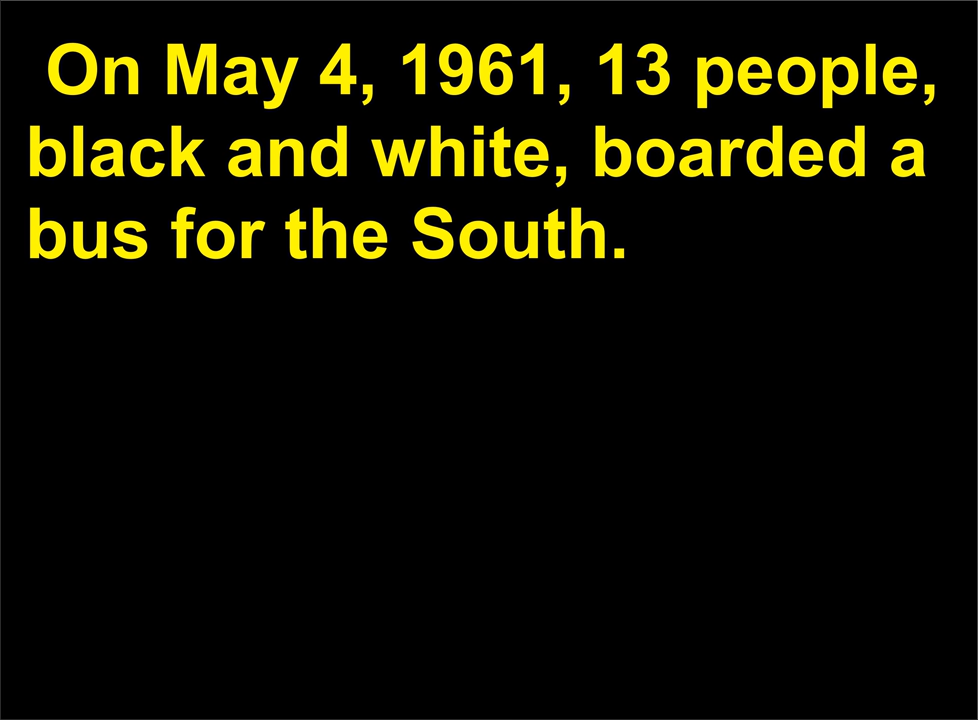 On May 4, 1961, 13 people,
black and white, boarded a
bus for the South.